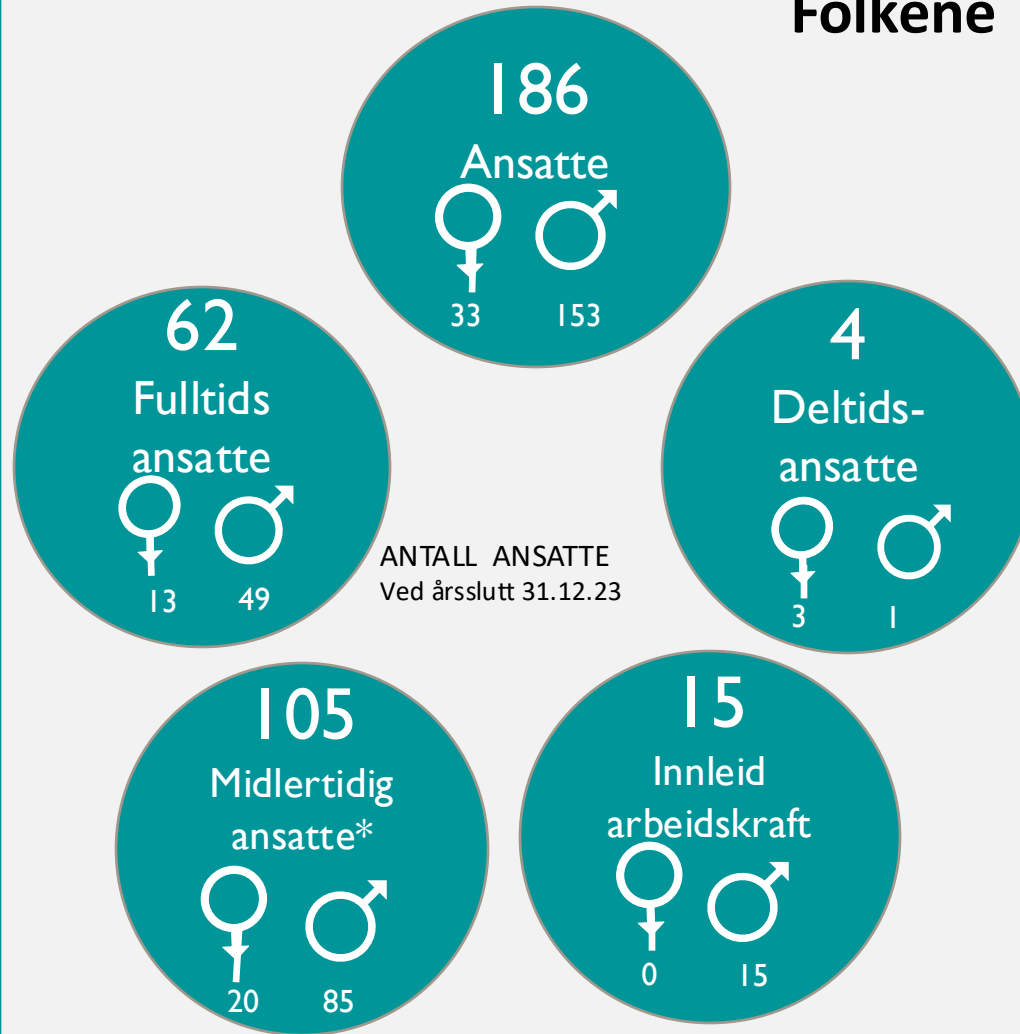 Folkene
186
Ansatte
33 153
62
Fulltids
ansatte
13 49
4
Deltids-
ansatte
3 1
ANTALL ANSATTE
Ved årsslutt 31.12.23
105
Midlertidig
ansatte*
20 85
15
Innleid
arbeidskraft
0 15